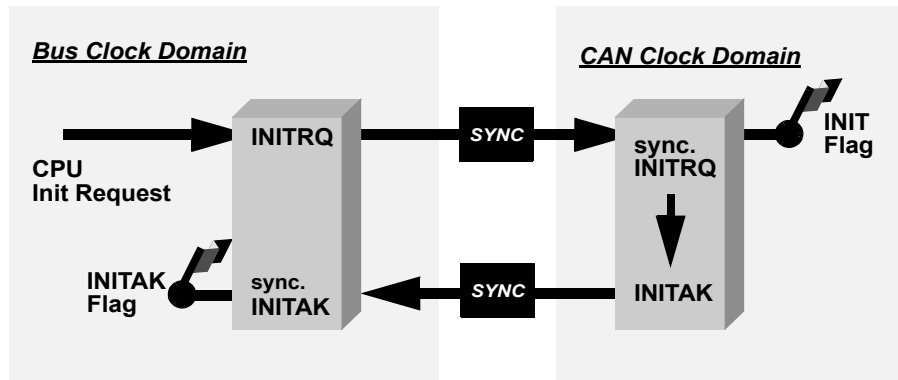 Bus Clock Domain
CAN Clock Domain
CPU
Init Request
INITRQ
SYNC
sync.
INITRQ
INIT
Flag
INITAK
Flag
sync.
INITAK
SYNC
INITAK